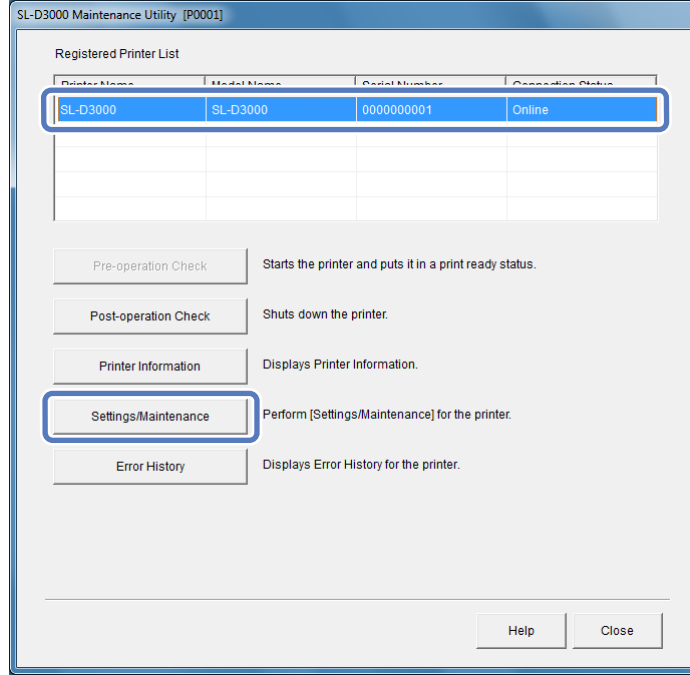 SL-D3000 Maintenance Utility [P0001]
Registered Printer List
Printer Name Model Name Serial Number Connection Status
SL-D3000 SL-D3000 0000000001 Online
Pre-operation Check Starts the printer and puts it in a print ready status.
Post-operation Check Shuts down the printer.
Printer Information Displays Printer Information.
Settings/Maintenance Perform [Settings/Maintenance] for the printer.
Error History Displays Error History for the printer.
Help Close